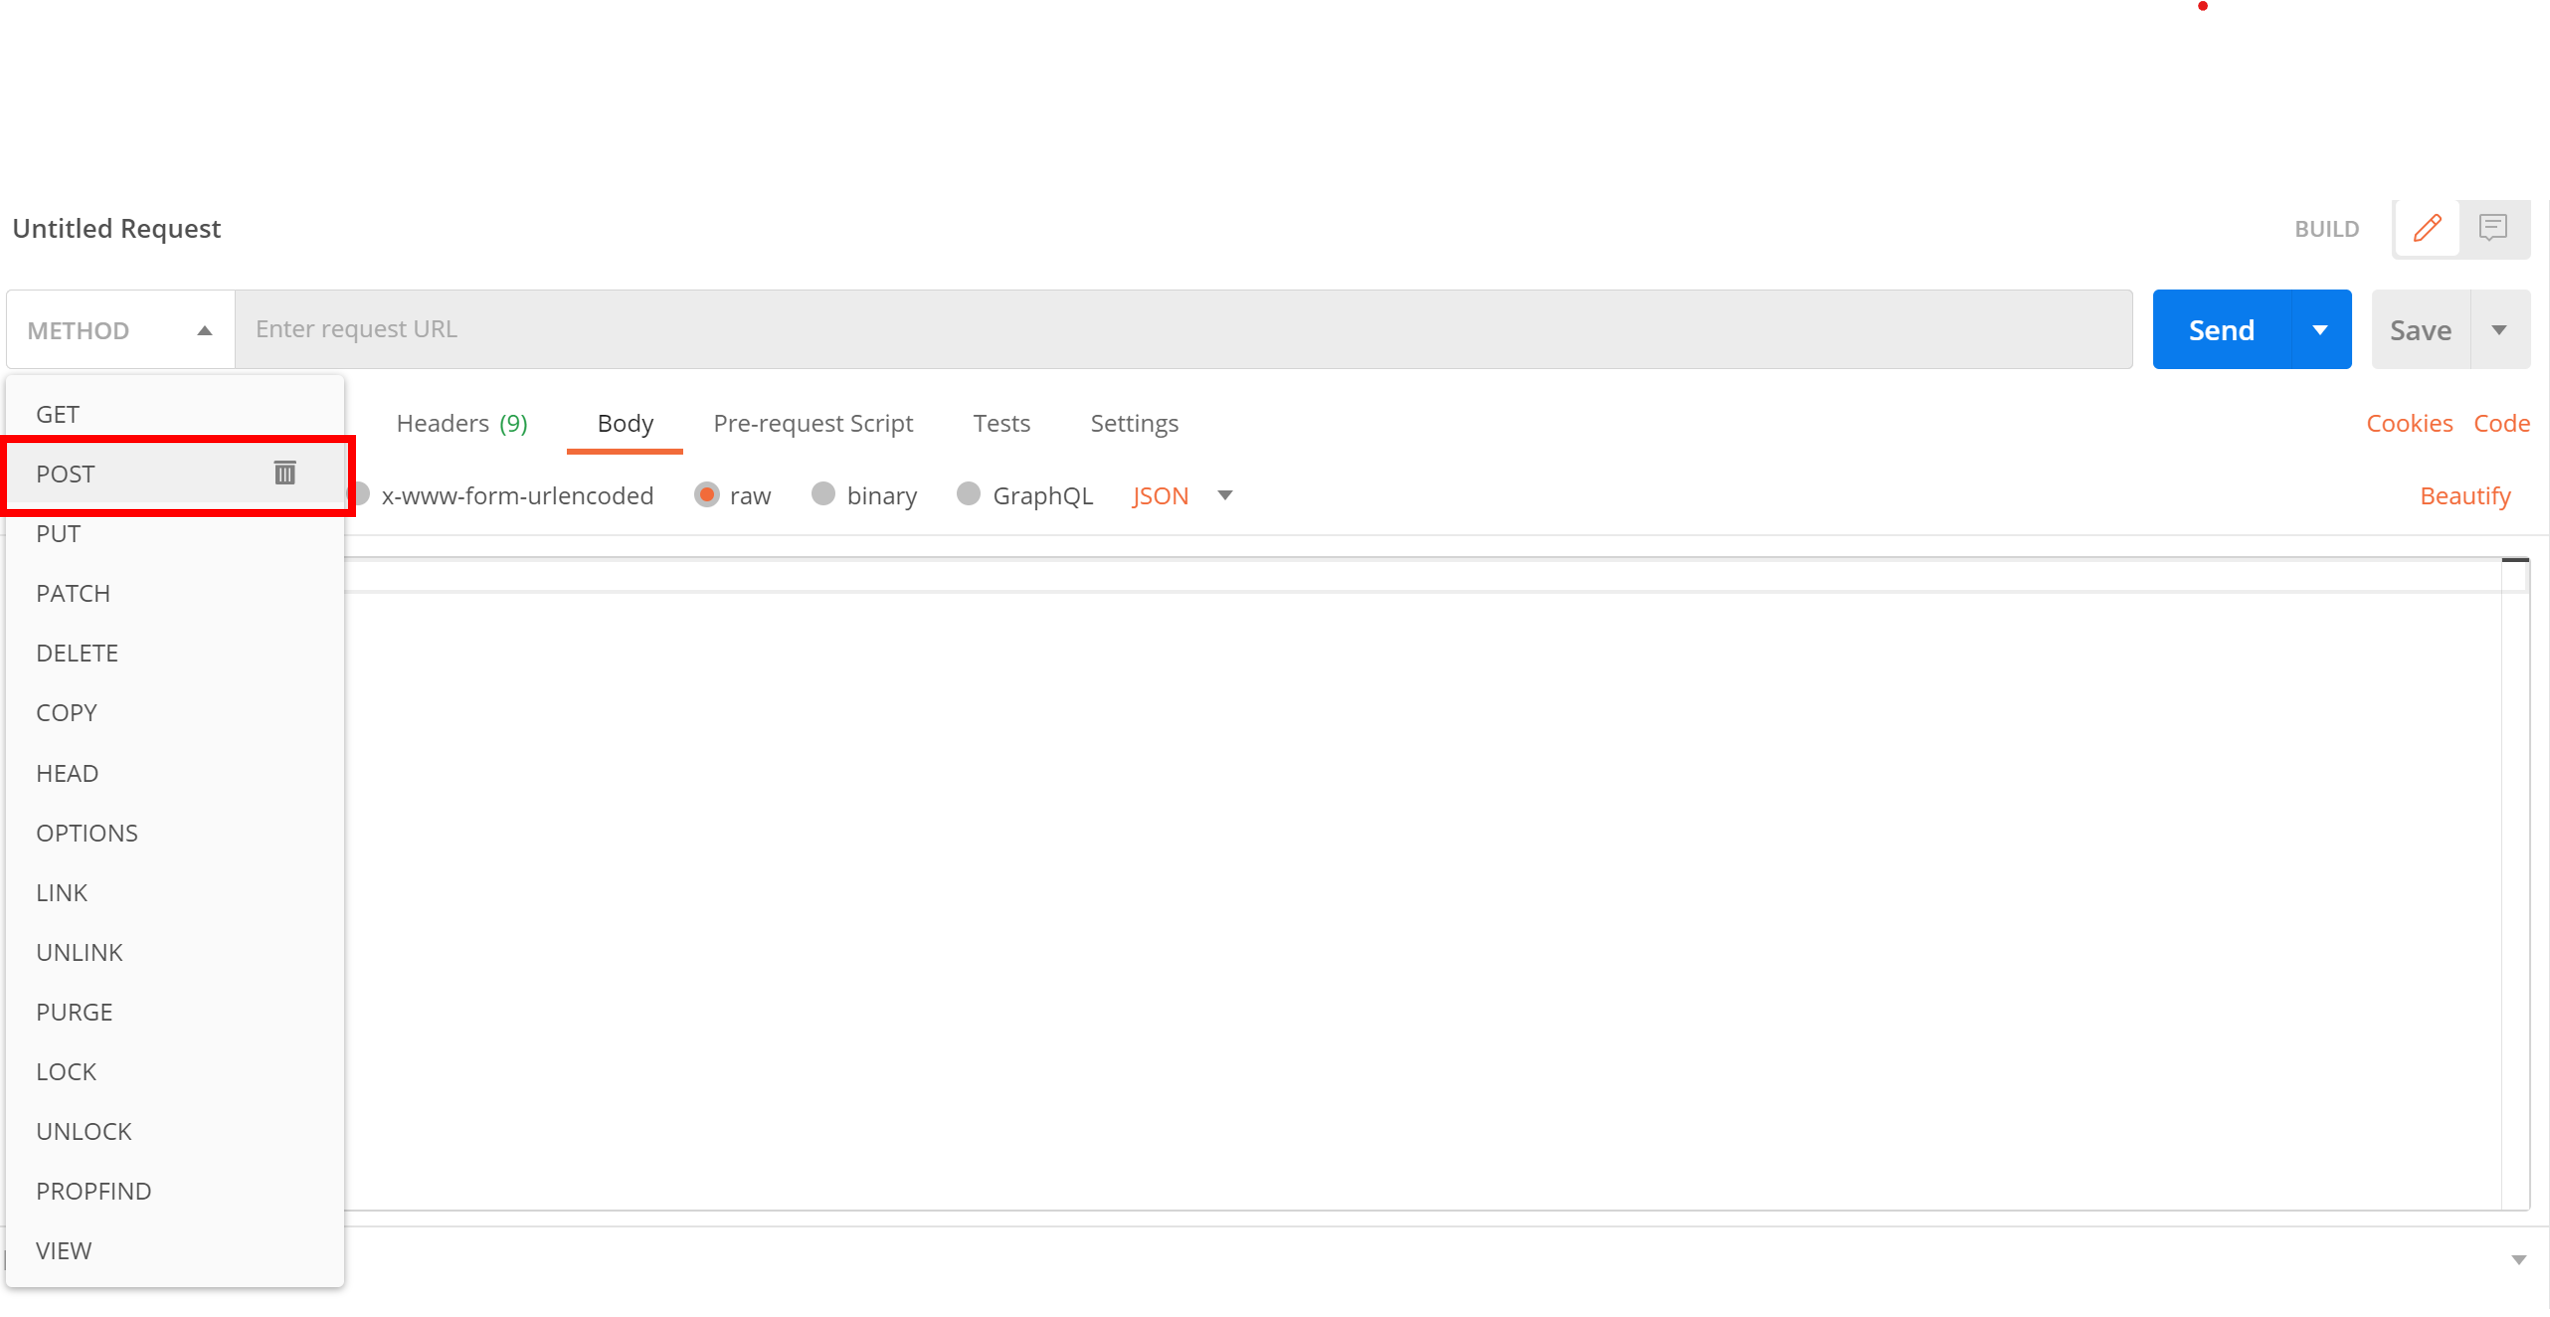 Untitled Request
BUILD
METHOD
Enter request URL
Send
Save
GET
Headers (9)
Body
Pre-request Script
Tests
Settings
Cookies
Code
POST
x-www-form-urlencoded
raw
binary
GraphQL
JSON
Beautify
PUT
PATCH
DELETE
COPY
HEAD
OPTIONS
LINK
UNLINK
PURGE
LOCK
UNLOCK
PROPFIND
VIEW